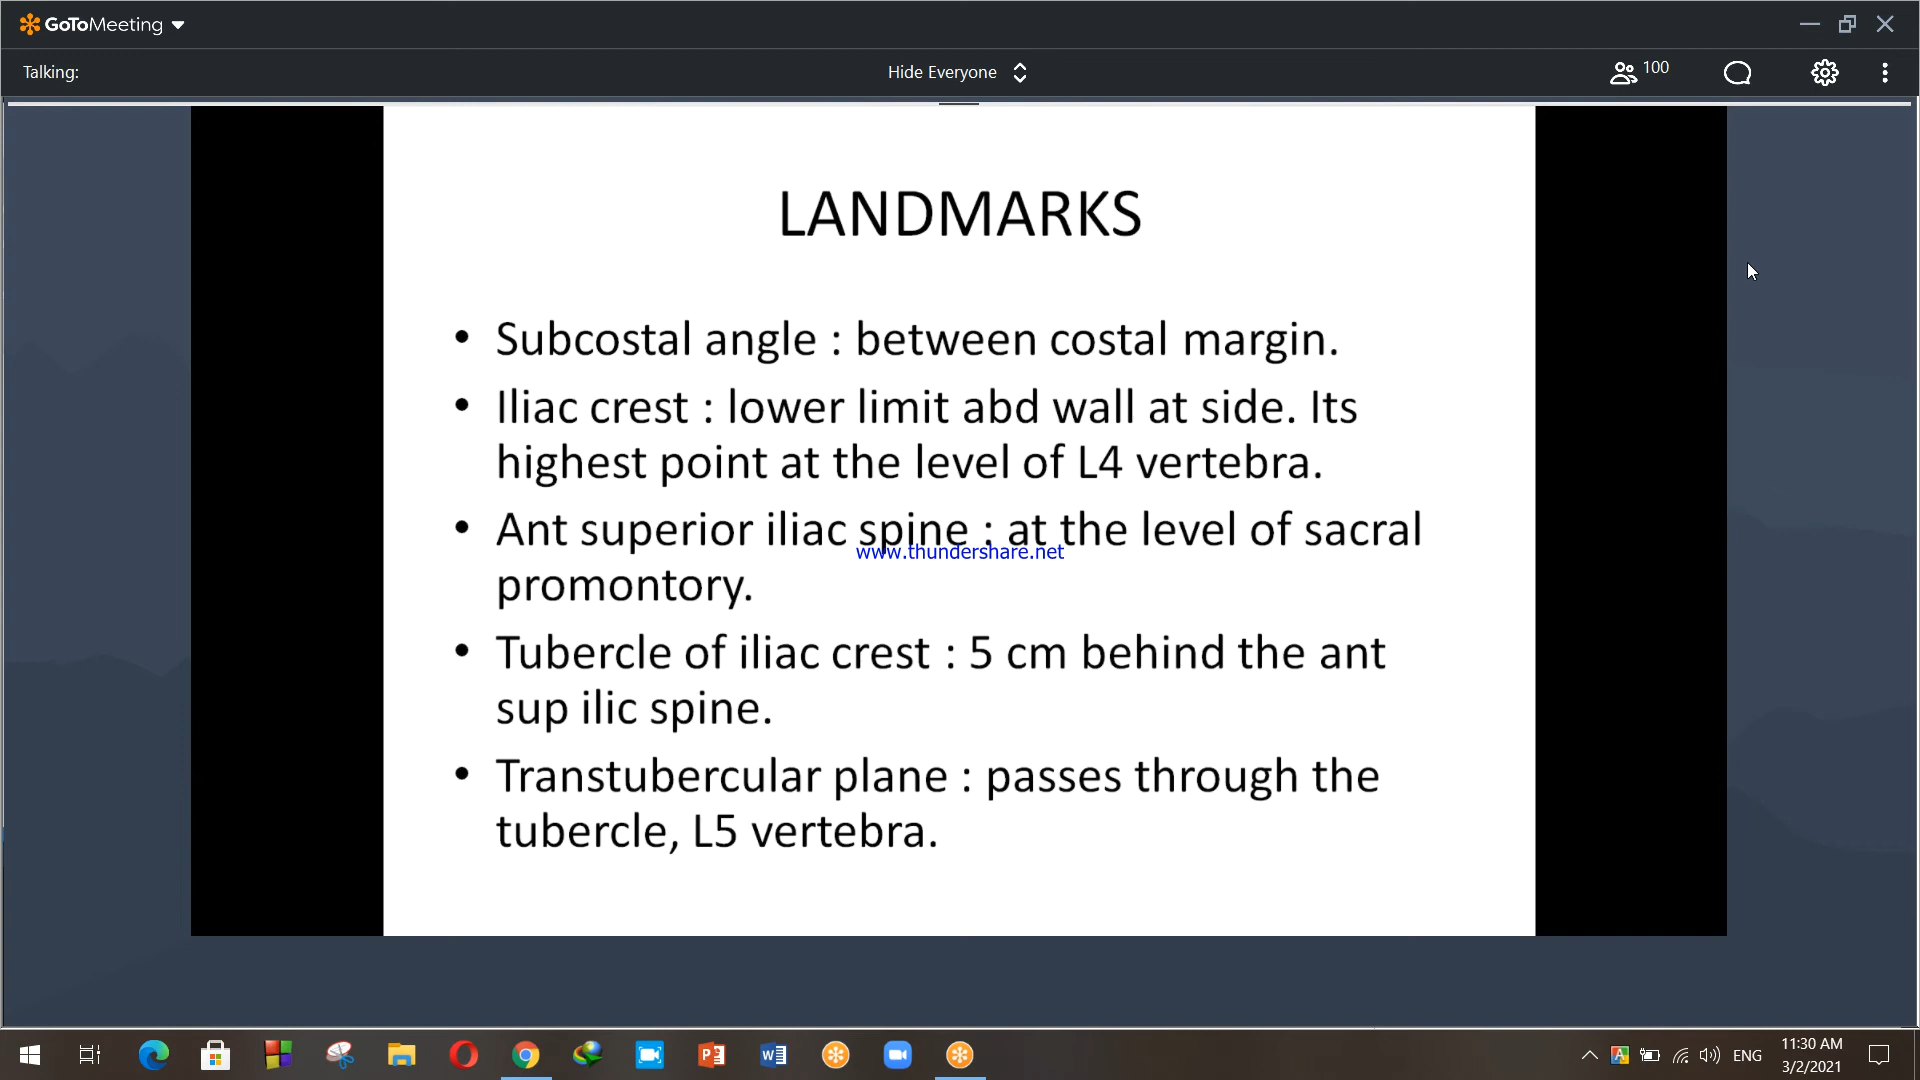 GoToMeeting
Talking:
Hide Everyone
100
LANDMARKS
• Subcostal angle : between costal margin.
• Iliac crest : lower limit abd wall at side. Its
highest point at the level of L4 vertebra.
• Ant superior iliac spine : at the level of sacral
www.thundershare.net
promontory.
• Tubercle of iliac crest : 5 cm behind the ant
sup ilic spine.
• Transtubercular plane : passes through the
tubercle, L5 vertebra.
ENG
11:30 AM
3/2/2021